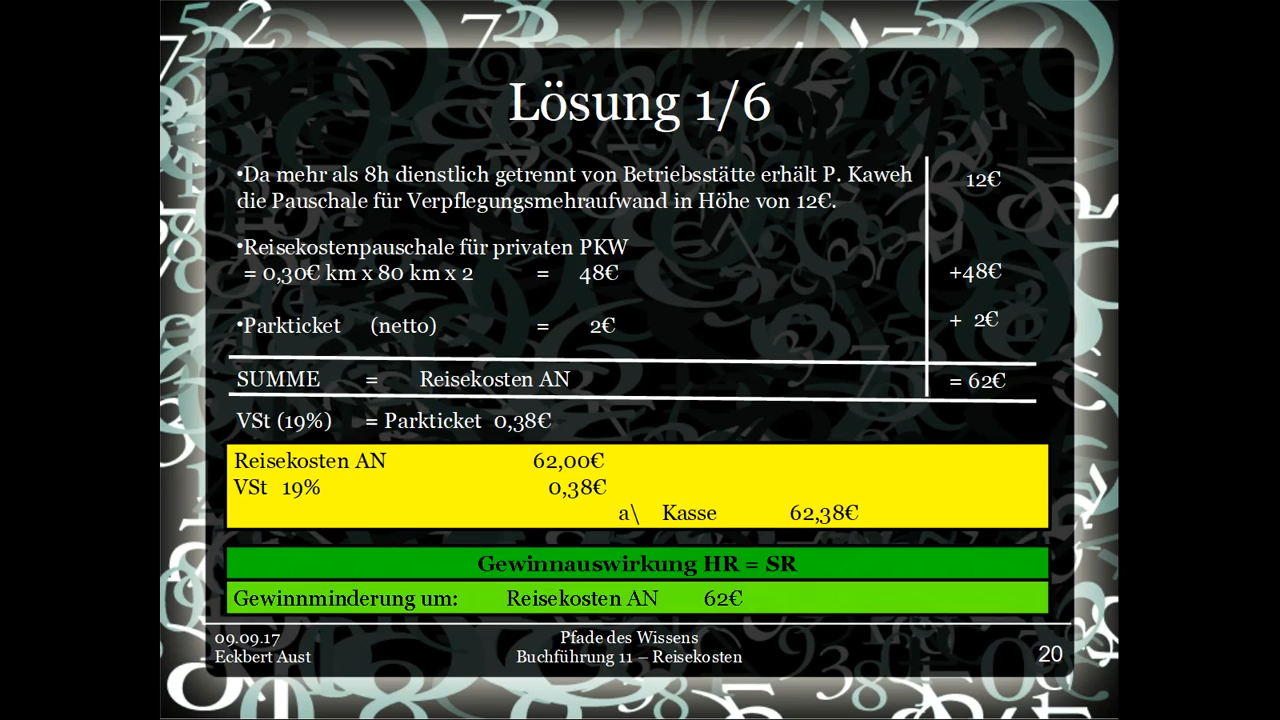 Lösung 1/6
•Da mehr als 8h dienstlich getrennt von Betriebsstätte erhält P. Kaweh 12€
die Pauschale für Verpflegungsmehraufwand in Höhe von 12€.
•Reisekostenpauschale für privaten PKW
= 0,30€ km x 80 km x 2 = 48€ +48€
•Parkticket (netto) = 2€ + 2€
SUMME = Reisekosten AN = 62€
VSt (19%) = Parkticket 0,38€
Reisekosten AN 62,00€
VSt 19% 0,38€
a\ Kasse 62,38€
Gewinnauswirkung HR = SR
Gewinnminderung um: Reisekosten AN 62€
09.09.17 Pfade des Wissens
Eckbert Aust Buchführung 11 – Reisekosten 20